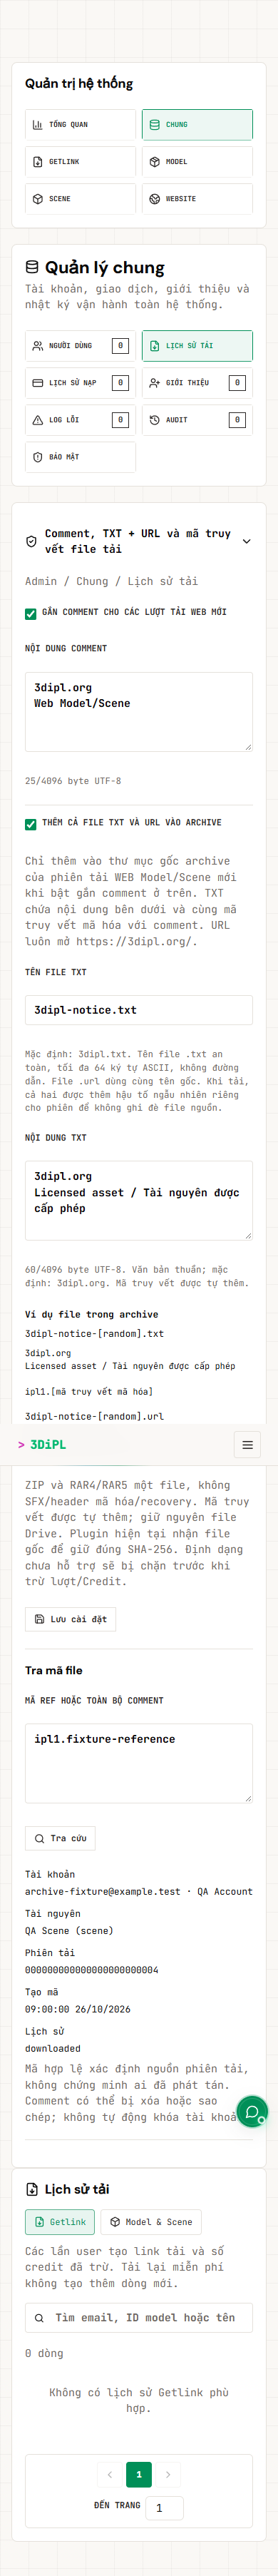 Quản trị hệ thống
TỔNG QUAN
CHUNG
GETLINK
MODEL
SCENE
WEBSITE
Quản lý chung
Tài khoản, giao dịch, giới thiệu và
nhật ký vận hành toàn hệ thống.
NGƯỜI DÙNG 0
LỊCH SỬ TẢI
LỊCH SỬ NẠP 0
GIỚI THIỆU 0
LOG LỖI 0
AUDIT 0
BẢO MẬT
Comment, TXT + URL và mã truy
vết file tải
Admin / Chung / Lịch sử tải
GẮN COMMENT CHO CÁC LƯỢT TẢI WEB MỚI
NỘI DUNG COMMENT
3dipl.org
Web Model/Scene
25/4096 byte UTF-8
THÊM CẢ FILE TXT VÀ URL VÀO ARCHIVE
Chỉ thêm vào thư mục gốc archive
của phiên tải WEB Model/Scene mới
khi bật gắn comment ở trên. TXT
chứa nội dung bên dưới và cùng mã
truy vết mã hóa với comment. URL
luôn mở https://3dipl.org/.
TÊN FILE TXT
3dipl-notice.txt
Mặc định: 3dipl.txt. Tên file .txt an
toàn, tối đa 64 ký tự ASCII, không đường
dẫn. File .url dùng cùng tên gốc. Khi tải,
cả hai được thêm hậu tố ngẫu nhiên riêng
cho phiên để không ghi đè file nguồn.
NỘI DUNG TXT
3dipl.org
Licensed asset / Tài nguyên được
cấp phép
60/4096 byte UTF-8. Văn bản thuần; mặc
định: 3dipl.org. Mã truy vết được tự thêm.
Ví dụ file trong archive
3dipl-notice-[random].txt
3dipl.org
Licensed asset / Tài nguyên được cấp phép
ipl1.[mã truy vết mã hóa]
3dipl-notice-[random].url
> 3DiPL
ZIP và RAR4/RAR5 một file, không
SFX/header mã hóa/recovery. Mã truy
vết được tự thêm; giữ nguyên file
Drive. Plugin hiện tại nhận file
gốc để giữ đúng SHA-256. Định dạng
chưa hỗ trợ sẽ bị chặn trước khi
trừ lượt/Credit.
Lưu cài đặt
Tra mã file
MÃ REF HOẶC TOÀN BỘ COMMENT
ipl1.fixture-reference
Tra cứu
Tài khoản
archive-fixture@example.test · QA Account
Tài nguyên
QA Scene (scene)
Phiên tải
000000000000000000000004
Tạo mã
09:00:00 26/10/2026
Lịch sử
downloaded
Mã hợp lệ xác định nguồn phiên tải,
không chứng minh ai đã phát tán.
Comment có thể bị xóa hoặc sao
chép; không tự động khóa tài khoả
Lịch sử tải
Getlink
Model & Scene
Các lần user tạo link tải và số
credit đã trừ. Tải lại miễn phí
không tạo thêm dòng mới.
Tìm email, ID model hoặc tên
0 dòng
Không có lịch sử Getlink phù
hợp.
1
ĐẾN TRANG 1